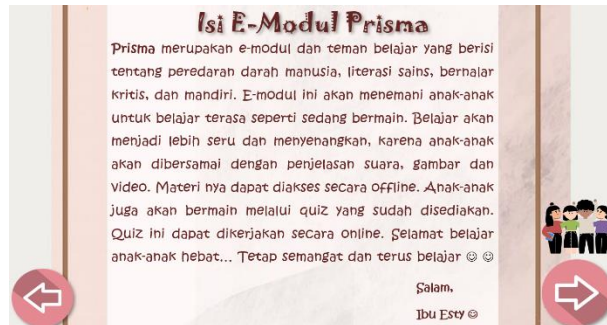 Isi E-Modul Prisma
Prisma merupakan e-modul dan teman belajar yang berisi
tentang peredaran darah manusia, literasi sains, bernalar
kritis, dan mandiri. E-modul ini akan menemani anak-anak
untuk belajar terasa seperti sedang bermain. Belajar akan
menjadi lebih seru dan menyenangkan, karena anak-anak
akan dibersamai dengan penjelasan suara, gambar dan
video. Materi nya dapat diakses secara offline. Anak-anak
juga akan bermain melalui quiz yang sudah disediakan.
Quiz ini dapat dikerjakan secara online. Selamat belajar
anak-anak hebat... Tetap semangat dan terus belajar ☺ ☺
Salam,
Ibu Esty ☺